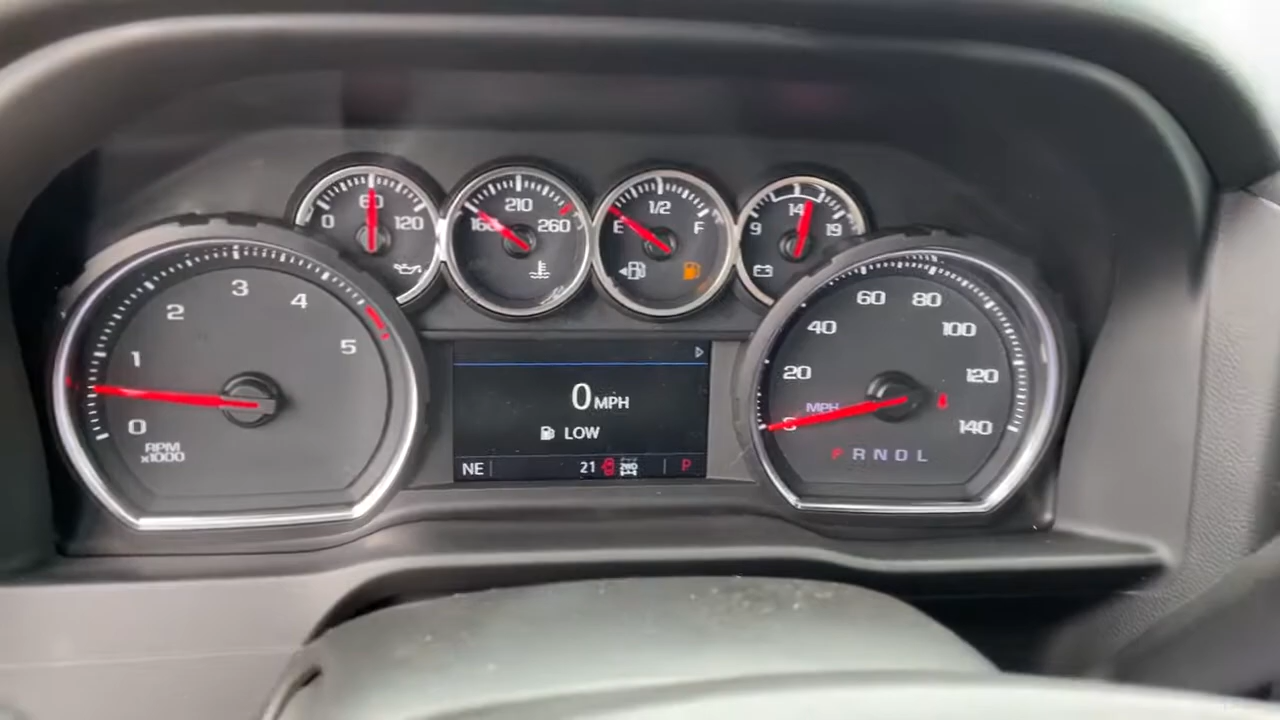 0 60 120
160 210 260
E 1/2 F
9 14 19
0 1 2 3 4 5
RPM
x1000
0 MPH
LOW
NE 21 2WD P
20 40 60 80 100 120 140
MPH
P R N D L